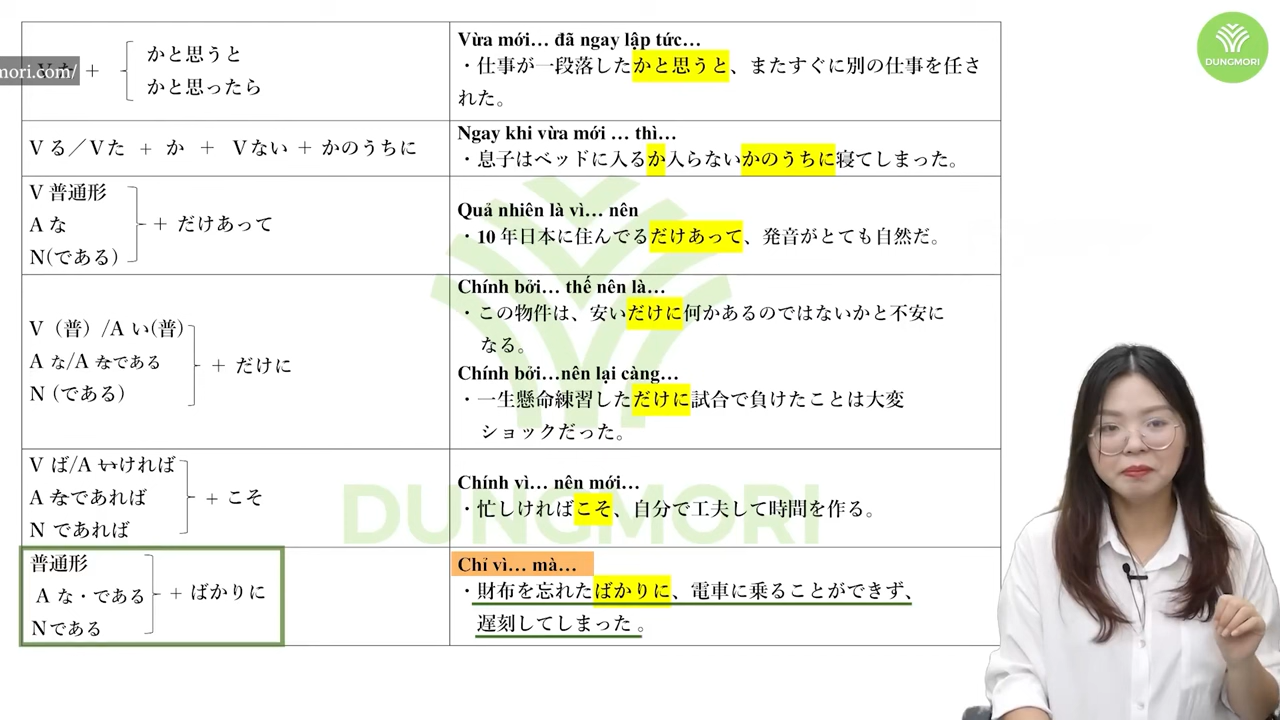 mori.com/
Vた +
かと思うと
かと思ったら
Vừa mới… đã ngay lập tức…
・仕事が一段落したかと思うと、またすぐに別の仕事を任さ
れた。
Vる／Vた + か + Vない + かのうちに
Ngay khi vừa mới … thì…
・息子はベッドに入るか入らないかのうちに寝てしまった。
V 普通形
A な
N(である)
+ だけあって
Quả nhiên là vì… nên
・10 年日本に住んでるだけあって、発音がとても自然だ。
V（普）/A い(普)
A な/A なである
N (である)
+ だけに
Chính bởi… thế nên là…
・この物件は、安いだけに何かあるのではないかと不安に
なる。
Chính bởi…nên lại càng…
・一生懸命練習しただけに試合で負けたことは大変
ショックだった。
V ば/A いければ
A なであれば
N であれば
+ こそ
Chính vì… nên mới…
・忙しければこそ、自分で工夫して時間を作る。
普通形
A な・である
Nである
+ ばかりに
Chỉ vì… mà…
・財布を忘れたばかりに、電車に乗ることができず、
遅刻してしまった 。
DUNGMORI
DUNGMORI